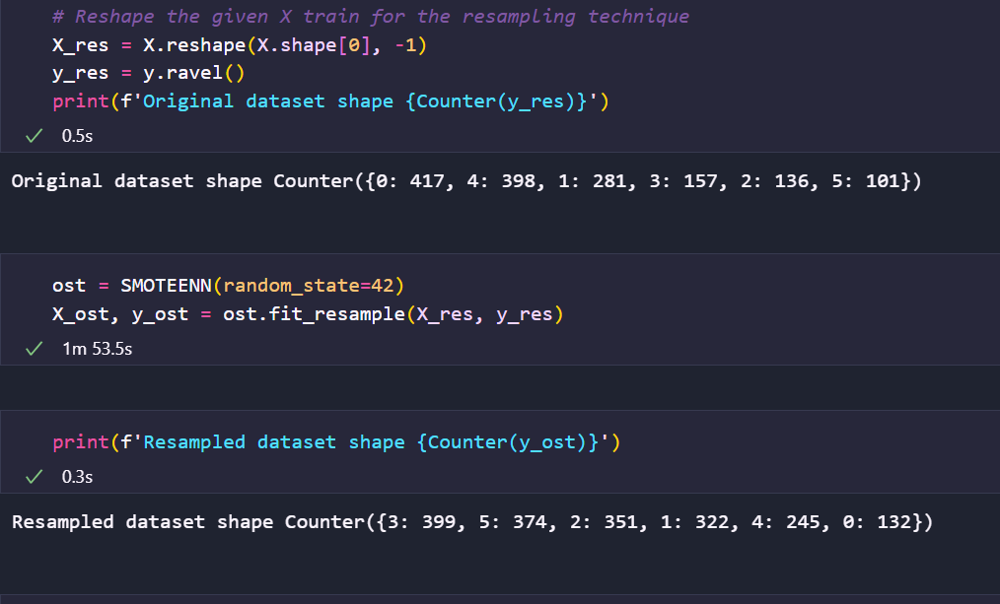 # Reshape the given X train for the resampling technique
X_res = X.reshape(X.shape[0], -1)
y_res = y.ravel()
print(f'Original dataset shape {Counter(y_res)}')
0.5s
Original dataset shape Counter({0: 417, 4: 398, 1: 281, 3: 157, 2: 136, 5: 101})
ost = SMOTEENN(random_state=42)
X_ost, y_ost = ost.fit_resample(X_res, y_res)
1m 53.5s
print(f'Resampled dataset shape {Counter(y_ost)}')
0.3s
Resampled dataset shape Counter({3: 399, 5: 374, 2: 351, 1: 322, 4: 245, 0: 132})